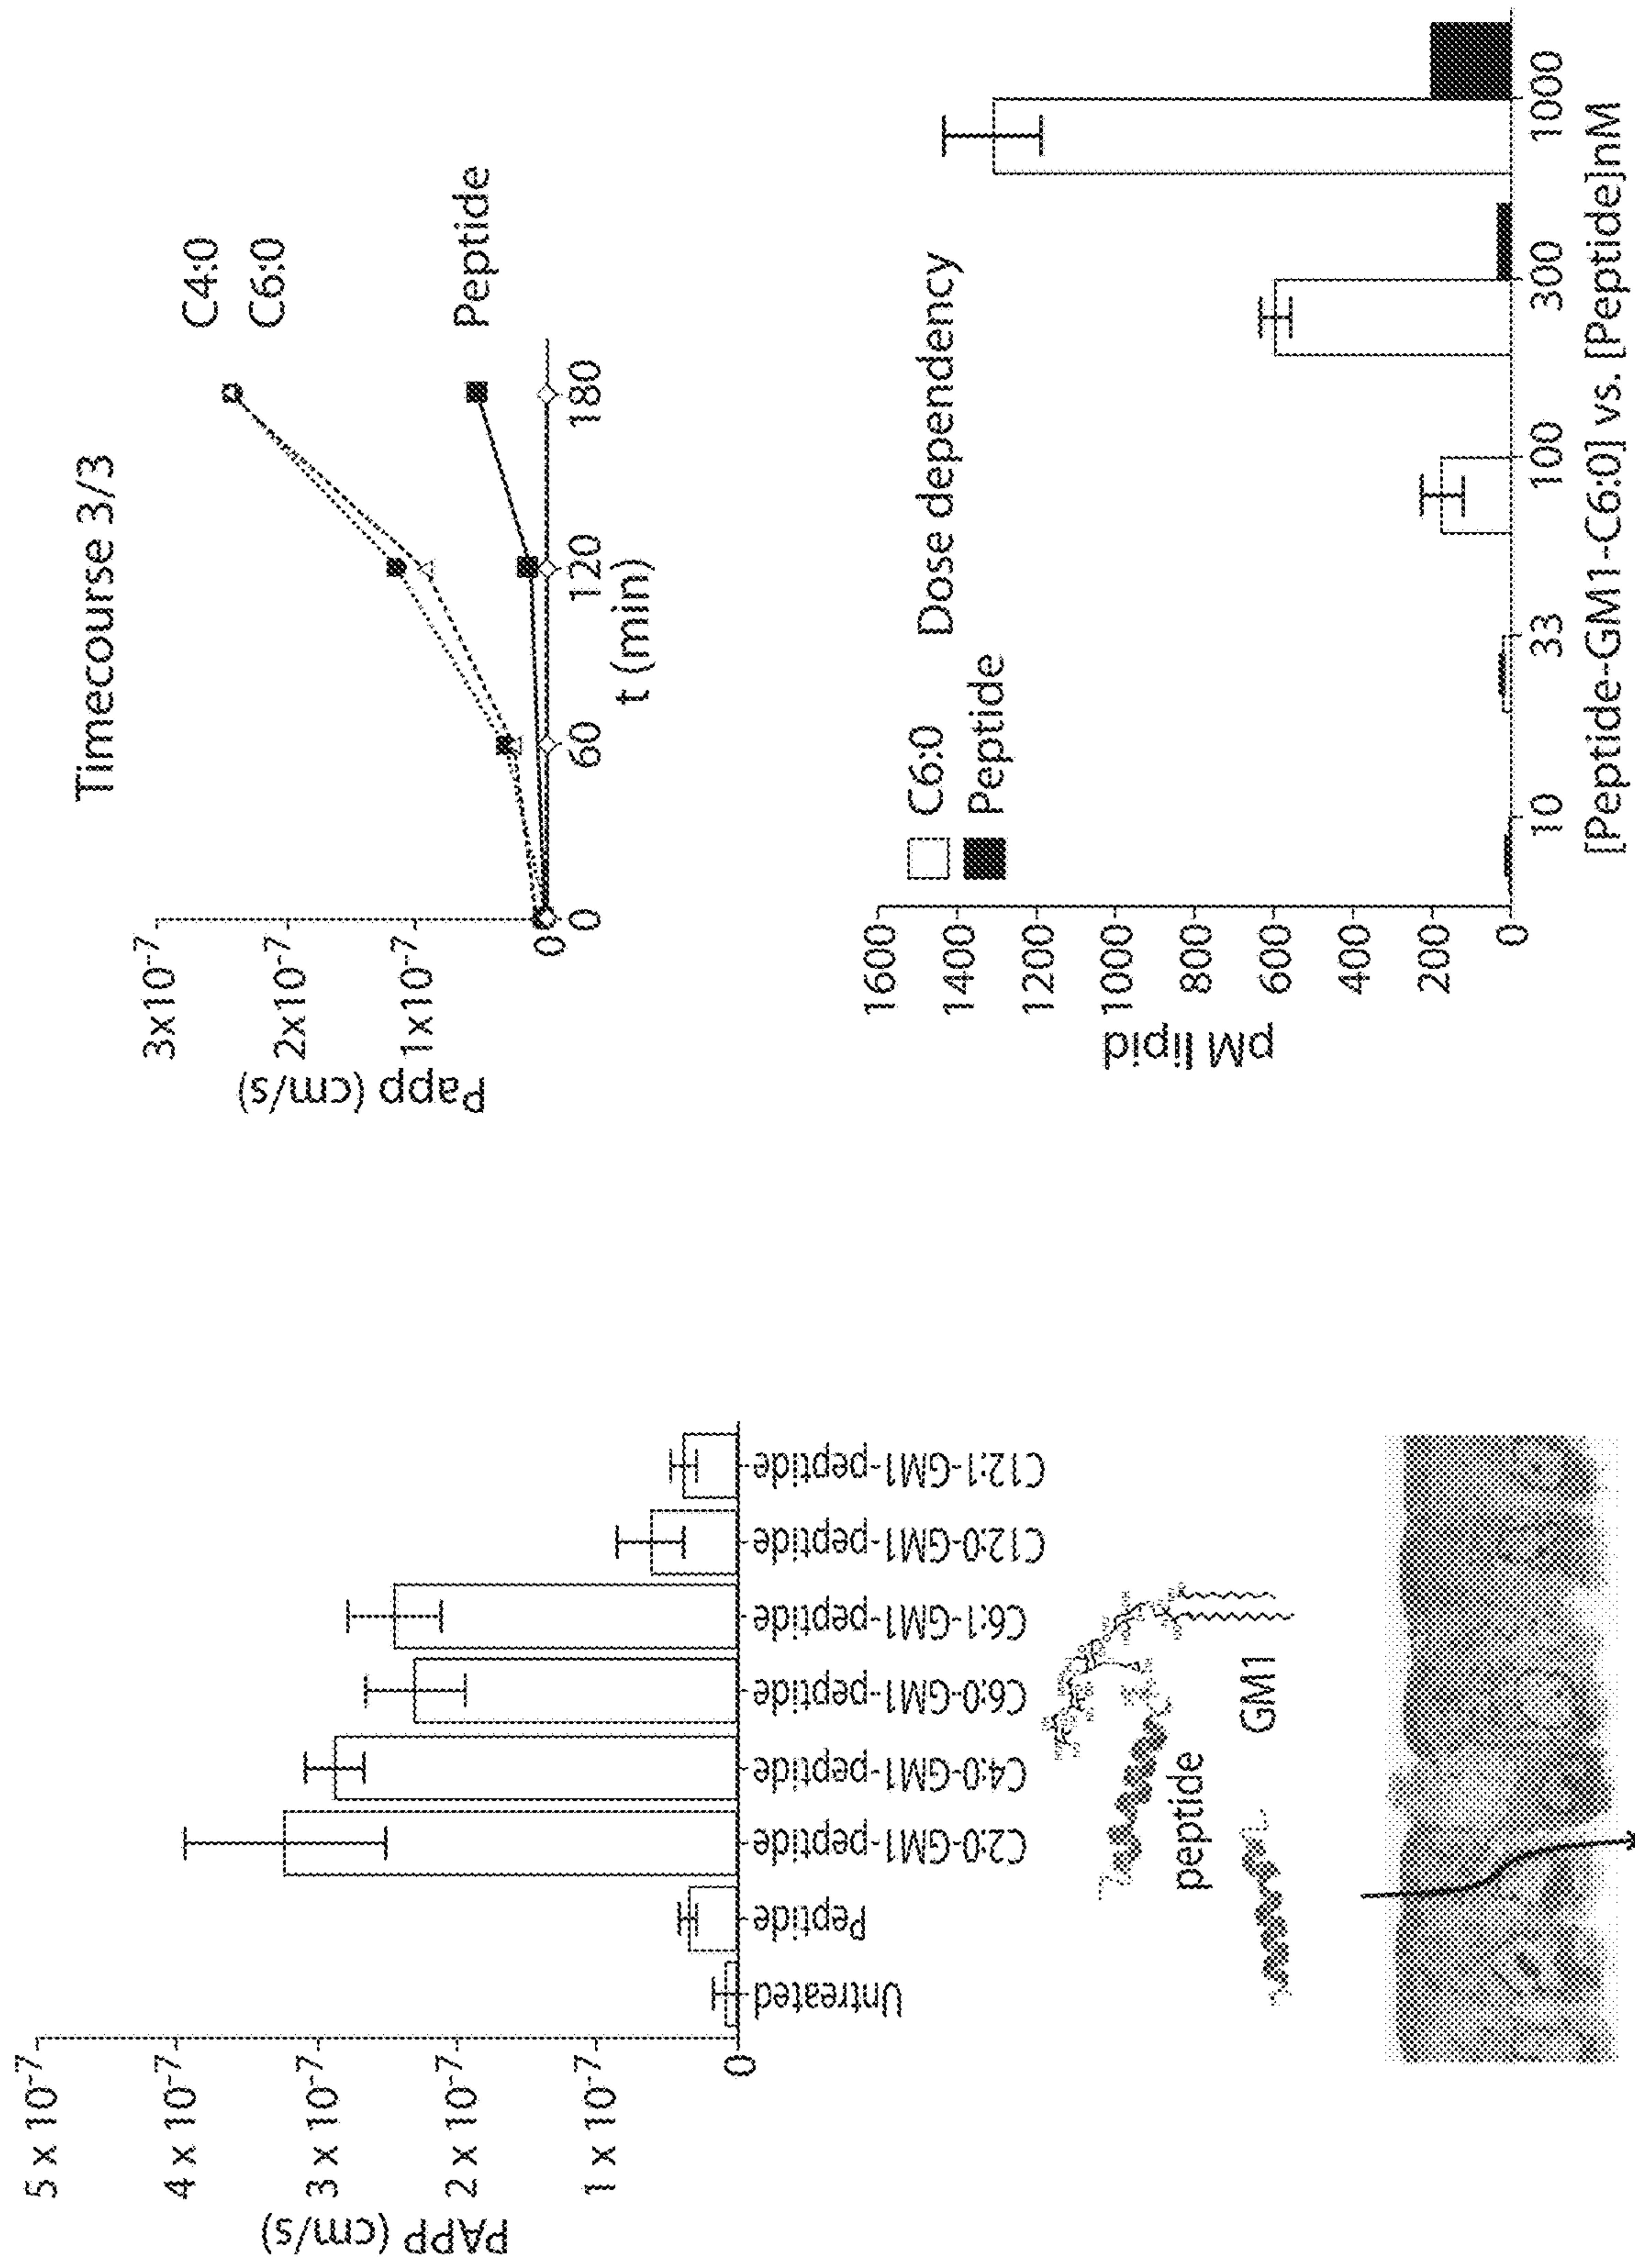 5 x 10-7
4 x 10-7
3 x 10-7
2 x 10-7
1 x 10-7
0
PAPP (cm/s)
Untreated
Peptide
C2:0-GM1-peptide
C4:0-GM1-peptide
C6:0-GM1-peptide
C6:1-GM1-peptide
C12:0-GM1-peptide
C12:1-GM1-peptide
peptide
GM1
Timecourse 3/3
3x10-7
2x10-7
1x10-7
0
Papp (cm/s)
C4:0
C6:0
Peptide
0 60 120 180
t (min)
C6:0
Peptide
Dose dependency
1600
1400
1200
1000
800
600
400
200
0
pM lipid
10 33 100 300 1000
[Peptide-GM1-C6:0] vs. [Peptide]nM